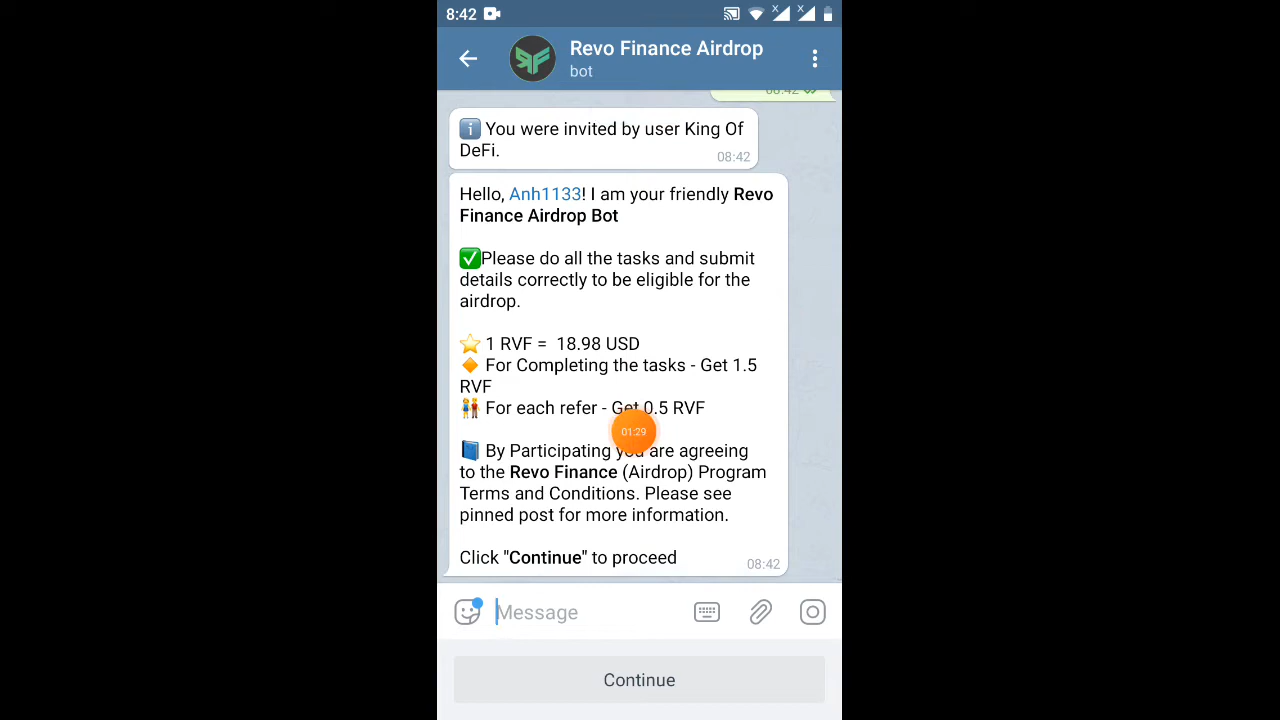 8:42
Revo Finance Airdrop
bot
08:42
You were invited by user King Of
DeFi.
08:42
Hello, Anh1133! I am your friendly Revo
Finance Airdrop Bot
Please do all the tasks and submit
details correctly to be eligible for the
airdrop.
1 RVF = 18.98 USD
For Completing the tasks - Get 1.5
RVF
For each refer - Get 0.5 RVF
01:29
By Participating you are agreeing
to the Revo Finance (Airdrop) Program
Terms and Conditions. Please see
pinned post for more information.
Click "Continue" to proceed
08:42
Message
Continue